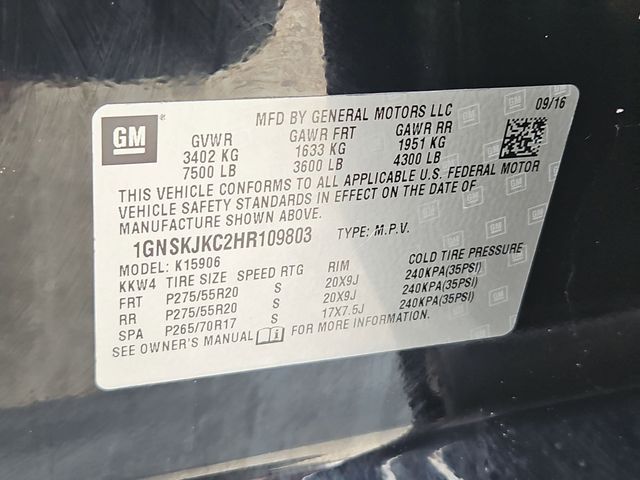 GM
MFD BY GENERAL MOTORS LLC 09/16
GVWR GAWR FRT GAWR RR
3402 KG 1633 KG 1951 KG
7500 LB 3600 LB 4300 LB
THIS VEHICLE CONFORMS TO ALL APPLICABLE U.S. FEDERAL MOTOR
VEHICLE SAFETY STANDARDS IN EFFECT ON THE DATE OF
MANUFACTURE SHOWN ABOVE.
1GNSKJKC2HR109803 TYPE: M.P.V.
MODEL: K15906
KKW4 TIRE SIZE SPEED RTG RIM COLD TIRE PRESSURE
FRT P275/55R20 S 20X9J 240KPA(35PSI)
RR P275/55R20 S 20X9J 240KPA(35PSI)
SPA P265/70R17 S 17X7.5J 240KPA(35PSI)
SEE OWNER'S MANUAL FOR MORE INFORMATION.